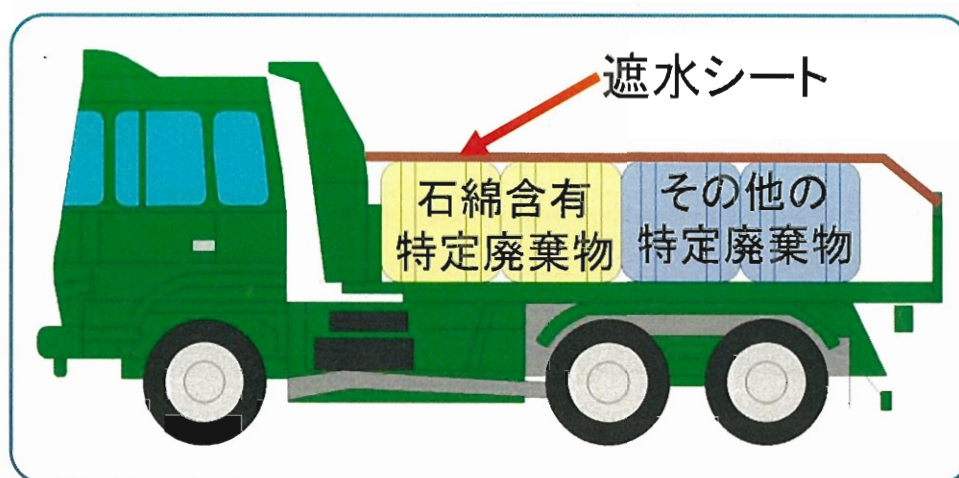 遮水シート
石綿含有
特定廃棄物
その他の
特定廃棄物